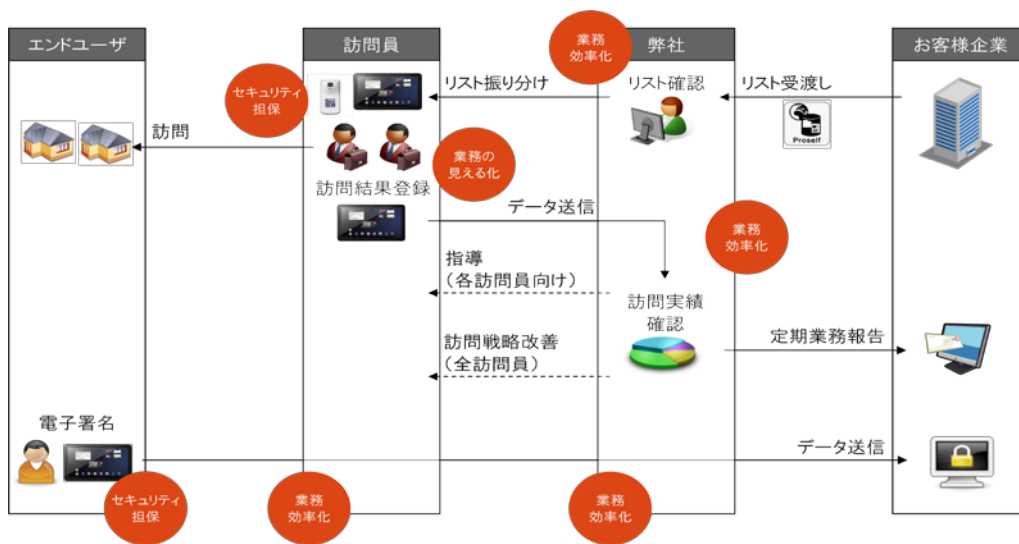 エンドユーザ
訪問員
弊社
お客様企業
業務
効率化
セキュリティ
担保
リスト振り分け
リスト確認
リスト受渡し
Proself
訪問
業務の
見える化
訪問結果登録
データ送信
業務
効率化
指導
(各訪問員向け)
訪問実績
確認
訪問戦略改善
(全訪問員)
定期業務報告
電子署名
データ送信
セキュリティ
担保
業務
効率化
業務
効率化